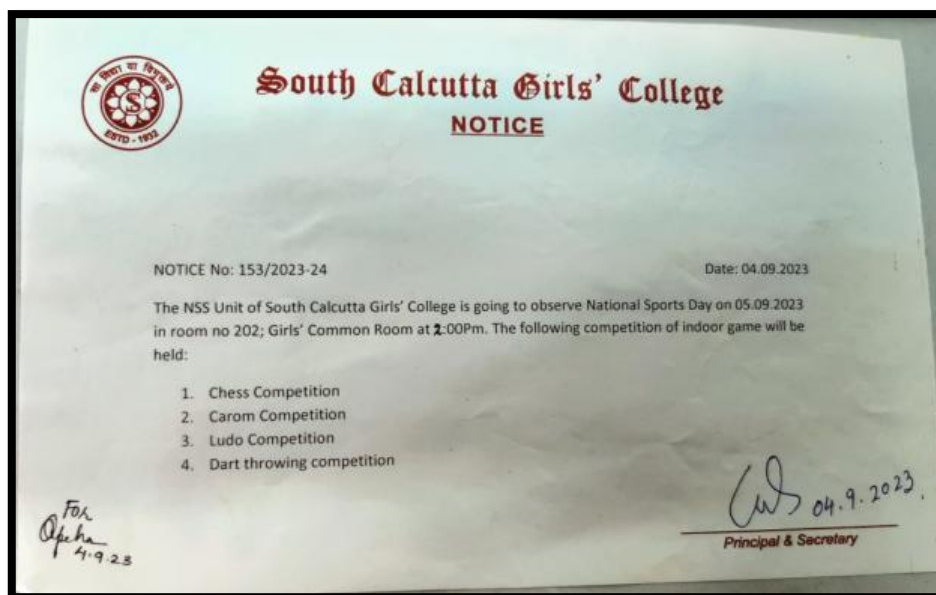 या विद्या या विमुक्तये
S
ESTD - 1932
South Calcutta Girls' College
NOTICE
NOTICE No: 153/2023-24
Date: 04.09.2023
The NSS Unit of South Calcutta Girls' College is going to observe National Sports Day on 05.09.2023
in room no 202; Girls' Common Room at 2:00Pm. The following competition of indoor game will be
held:
1. Chess Competition
2. Carom Competition
3. Ludo Competition
4. Dart throwing competition
04.9.2023.
Principal & Secretary
For
4.9.23